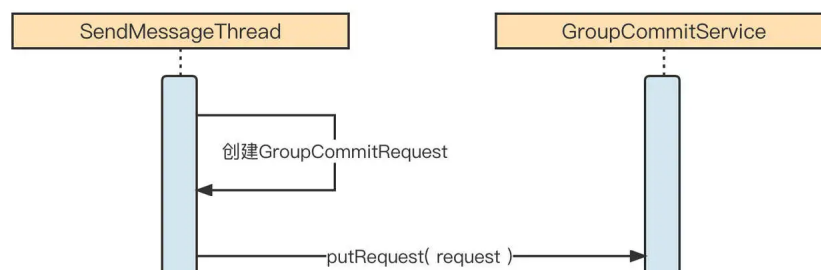 SendMessageThread
GroupCommitService
创建GroupCommitRequest
putRequest( request )